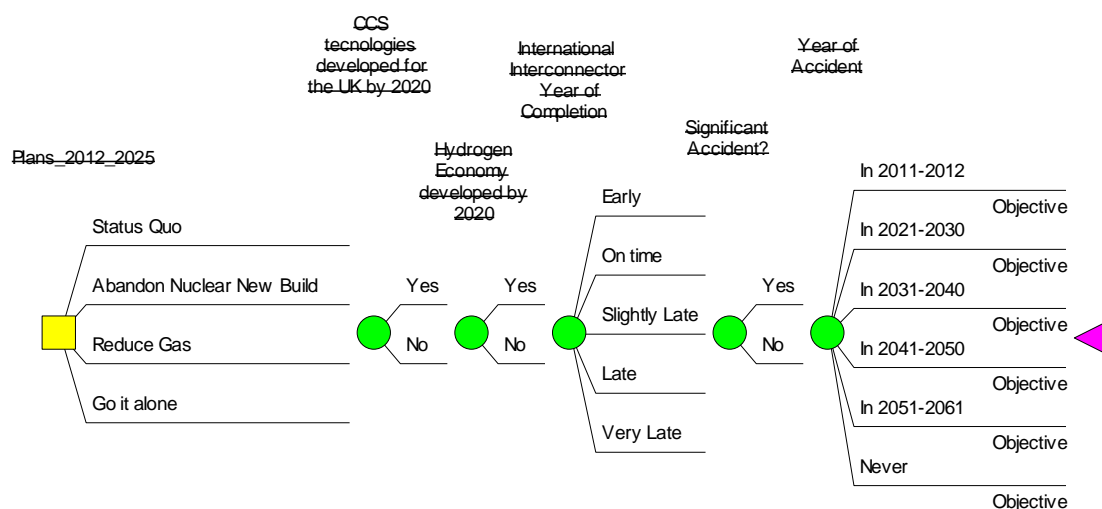 CCS
tecnologies
developed for
the UK by 2020
International
Interconnector
Year of
Completion
Year of
Accident
Plans_2012_2025
Hydrogen
Economy
developed by
2020
Significant
Accident?
Status Quo
Abandon Nuclear New Build
Reduce Gas
Go it alone
Yes
No
Yes
No
Early
On time
Slightly Late
Late
Very Late
Yes
No
In 2011-2012
Objective
In 2021-2030
Objective
In 2031-2040
Objective
In 2041-2050
Objective
In 2051-2061
Objective
Never
Objective